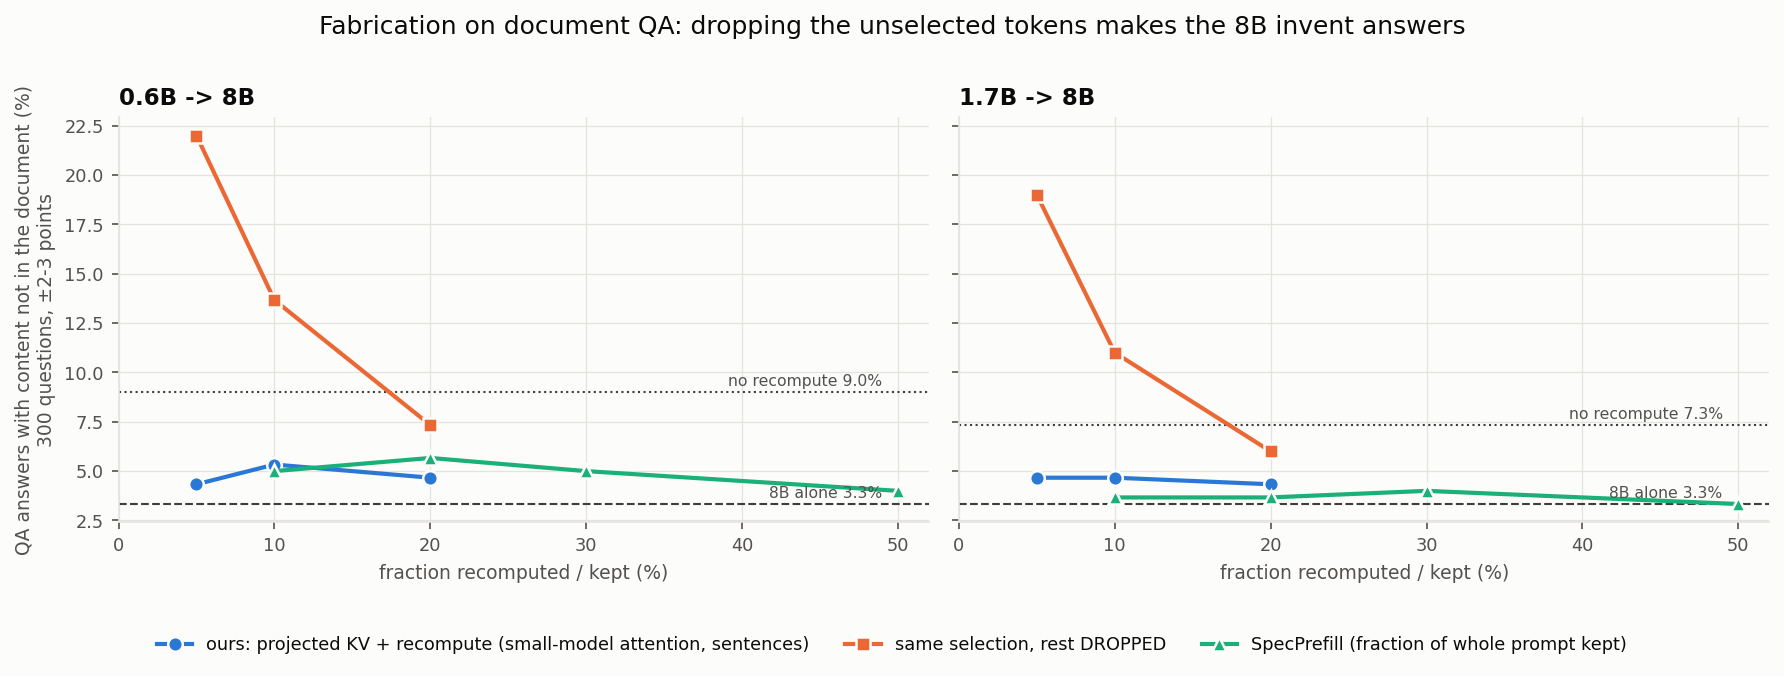 Fabrication on document QA: dropping the unselected tokens makes the 8B invent answers
QA answers with content not in the document (%)
300 questions, ±2-3 points
0.6B -> 8B
22.5
20.0
17.5
15.0
12.5
10.0
7.5
5.0
2.5
no recompute 9.0%
8B alone 3.3%
0
10
20
30
40
50
fraction recomputed / kept (%)
1.7B -> 8B
no recompute 7.3%
8B alone 3.3%
0
10
20
30
40
50
fraction recomputed / kept (%)
ours: projected KV + recompute (small-model attention, sentences)
same selection, rest DROPPED
SpecPrefill (fraction of whole prompt kept)